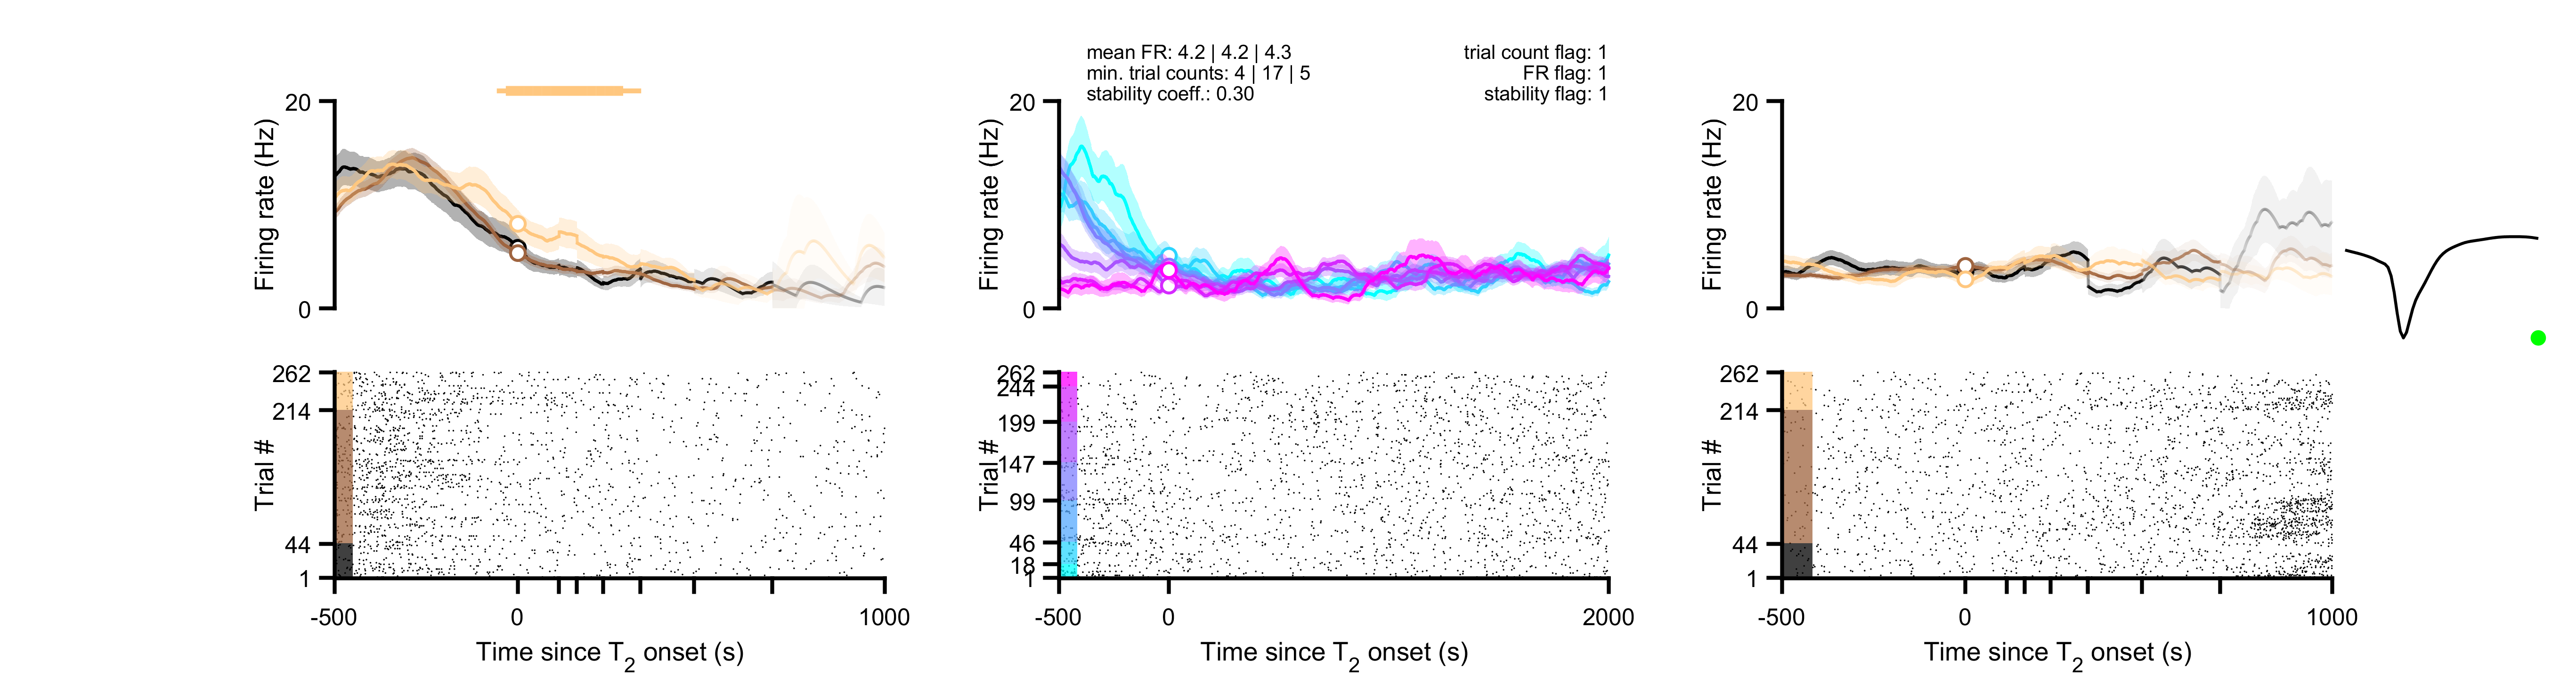 mean FR: 4.2 | 4.2 | 4.3
min. trial counts: 4 | 17 | 5
stability coeff.: 0.30
trial count flag: 1
FR flag: 1
stability flag: 1
20
Firing rate (Hz)
0
262
214
Trial #
44
1
-500
0
1000
Time since T2 onset (s)
20
Firing rate (Hz)
0
262
244
199
Trial #
147
99
46
18
1
-500
0
2000
Time since T2 onset (s)
20
Firing rate (Hz)
0
262
214
Trial #
44
1
-500
0
1000
Time since T2 onset (s)